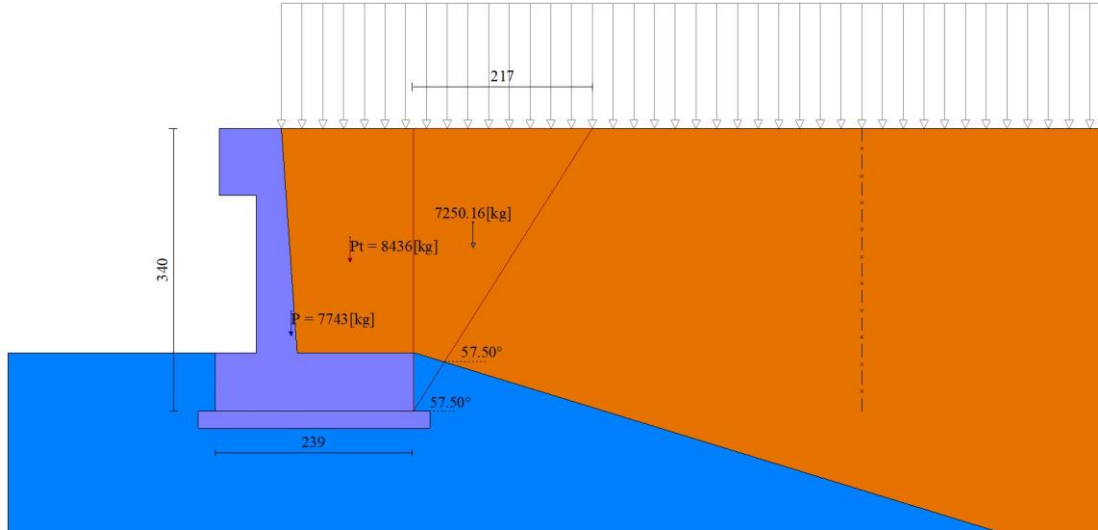 217
7250.16[kg]
Pt = 8436[kg]
340
P = 7743[kg]
57.50°
57.50°
239